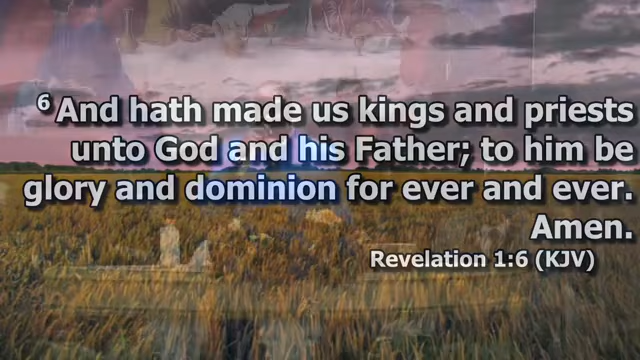 6 And hath made us kings and priests
unto God and his Father; to him be
glory and dominion for ever and ever.
Amen.
Revelation 1:6 (KJV)